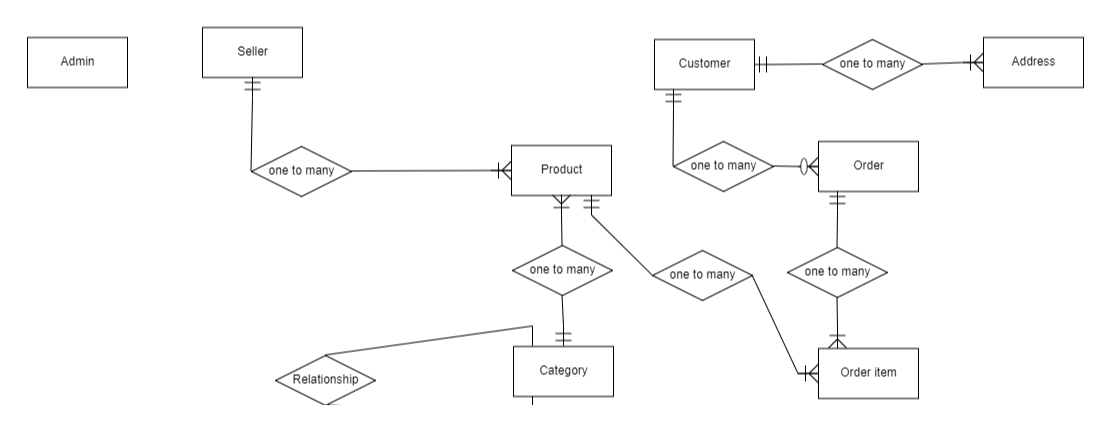 Admin
Seller
Customer
one to many
Address
one to many
Product
one to many
Order
one to many
one to many
one to many
Relationship
Category
Order item